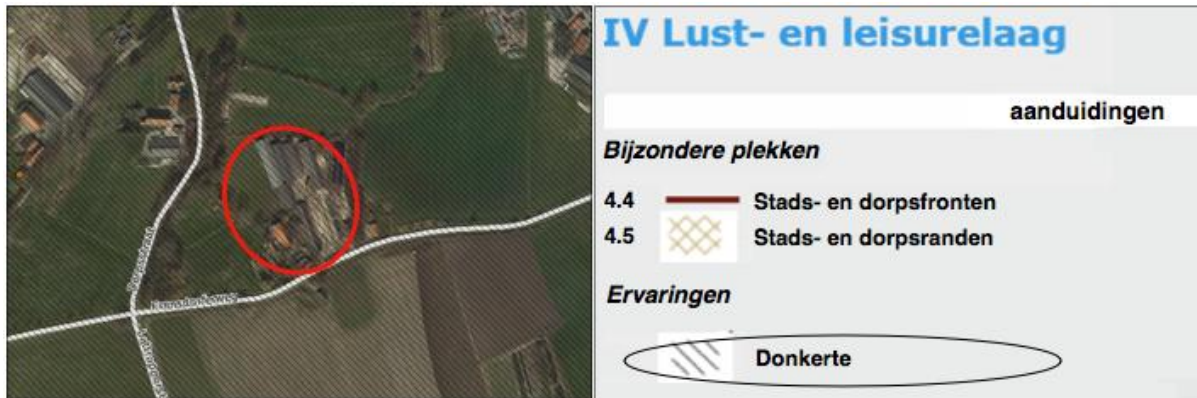 IV Lust- en leisurelaag
aanduidingen
Bijzondere plekken
4.4 Stads- en dorpsfronten
4.5 Stads- en dorpsranden
Ervaringen
Donkerte
Dorpsstraat